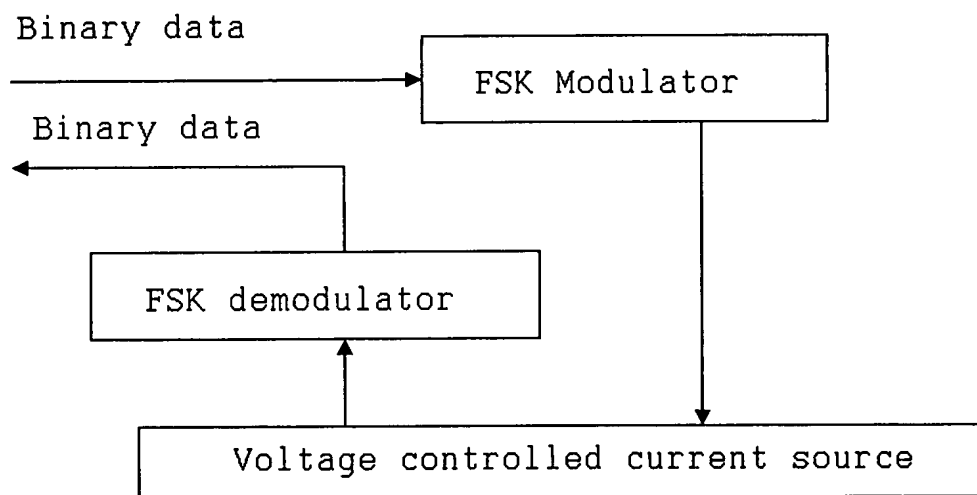 Binary data
FSK Modulator
Binary data
FSK demodulator
Voltage controlled current source